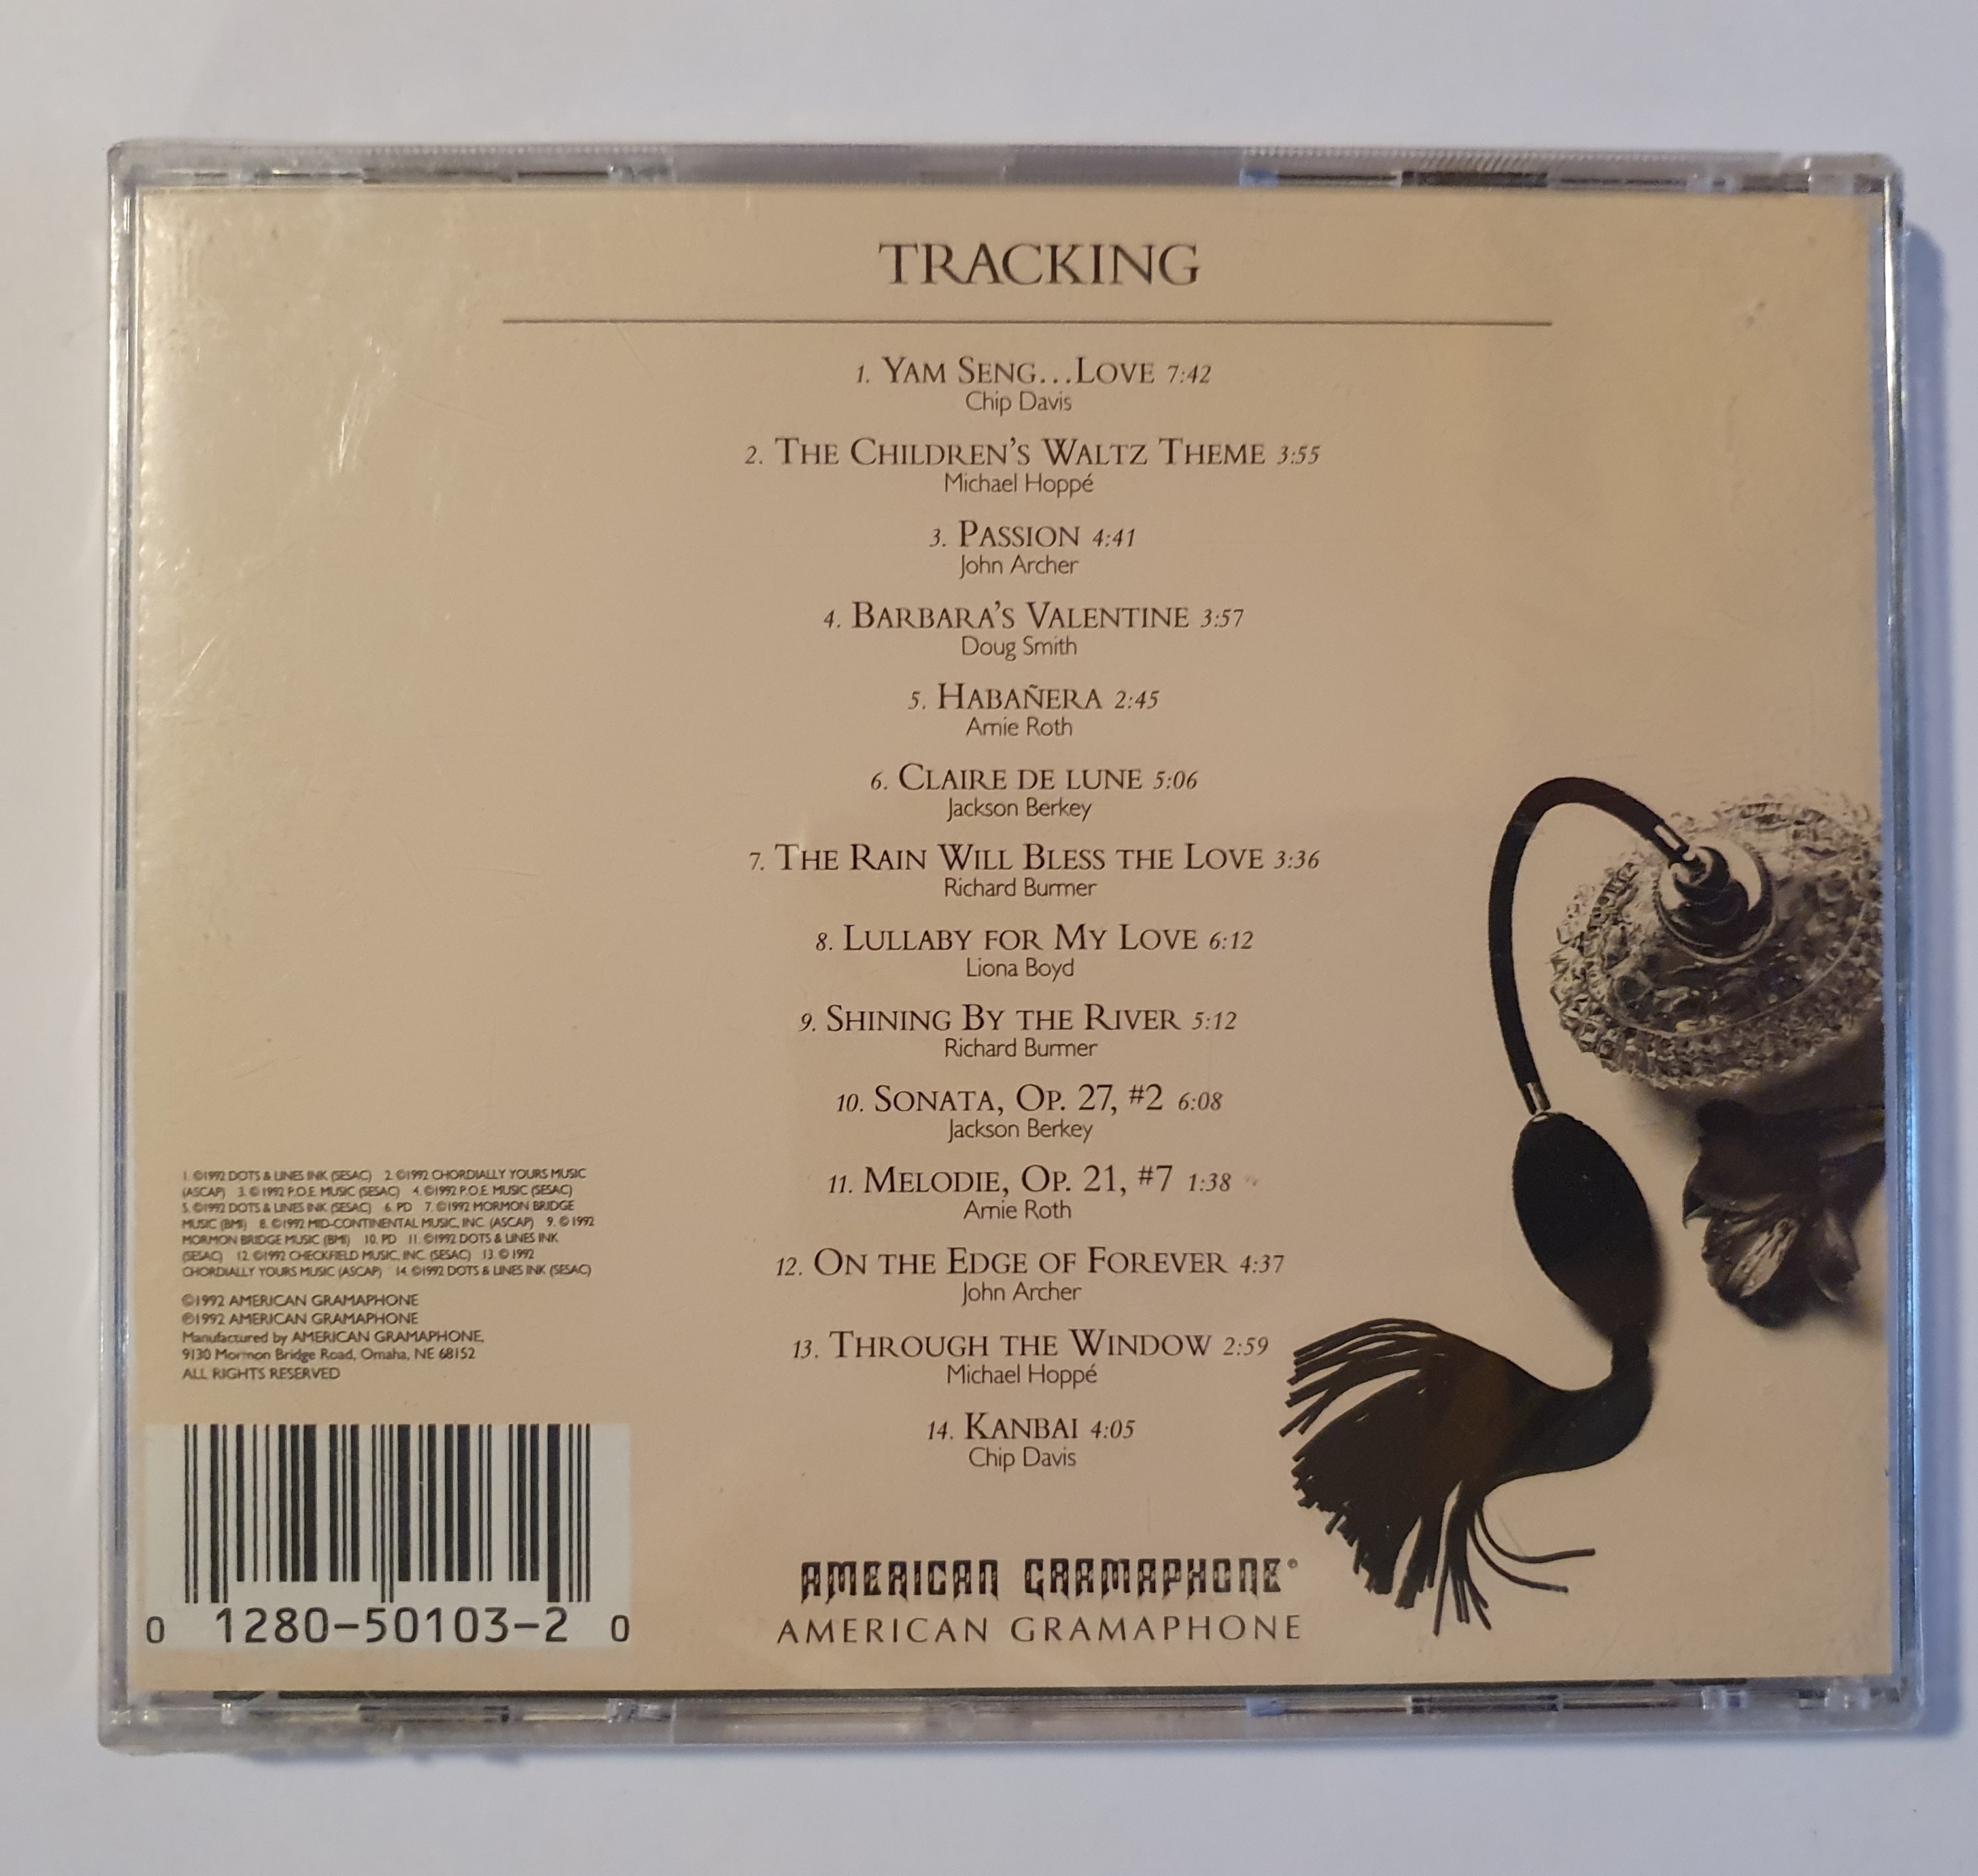 TRACKING
1. YAM SENG...LOVE 7:42
Chip Davis
2. THE CHILDREN'S WALTZ THEME 3:55
Michael Hoppé
3. PASSION 4:41
John Archer
4. BARBARA'S VALENTINE 3:57
Doug Smith
5. HABAÑERA 2:45
Arnie Roth
6. CLAIRE DE LUNE 5:06
Jackson Berkey
7. THE RAIN WILL BLESS THE LOVE 3:36
Richard Burmer
8. LULLABY FOR MY LOVE 6:12
Liona Boyd
9. SHINING BY THE RIVER 5:12
Richard Burmer
10. SONATA, OP. 27, #2 6:08
Jackson Berkey
11. MELODIE, OP. 21, #7 1:38
Arnie Roth
12. ON THE EDGE OF FOREVER 4:37
John Archer
13. THROUGH THE WINDOW 2:59
Michael Hoppé
14. KANBAI 4:05
Chip Davis
1. ©1992 DOTS & LINES INK (SESAC) 2. ©1992 CHORDIALLY YOURS MUSIC
(ASCAP) 3. ©1992 P.O.E. MUSIC (SESAC) 4. ©1992 P.O.E. MUSIC (SESAC)
5. ©1992 DOTS & LINES INK (SESAC) 6. PD 7. ©1992 MORMON BRIDGE
MUSIC (BMI) 8. ©1992 MID-CONTINENTAL MUSIC, INC. (ASCAP) 9. ©1992
MORMON BRIDGE MUSIC (BMI) 10. PD 11. ©1992 DOTS & LINES INK
(SESAC) 12. ©1992 CHECKFIELD MUSIC, INC. (SESAC) 13. ©1992
CHORDIALLY YOURS MUSIC (ASCAP) 14. ©1992 DOTS & LINES INK (SESAC)
©1992 AMERICAN GRAMAPHONE
℗1992 AMERICAN GRAMAPHONE
Manufactured by AMERICAN GRAMAPHONE,
9130 Mormon Bridge Road, Omaha, NE 68152
ALL RIGHTS RESERVED
0 1280-50103-2 0
AMERICAN GRAMAPHONE®
AMERICAN GRAMAPHONE